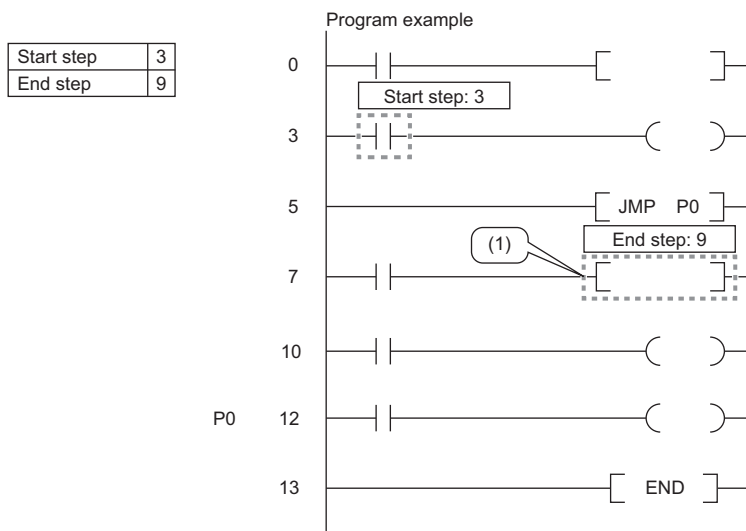 Program example
Start step 3
End step 9
0
Start step: 3
3
5 JMP P0
End step: 9
(1)
7
10
P0 12
13 END